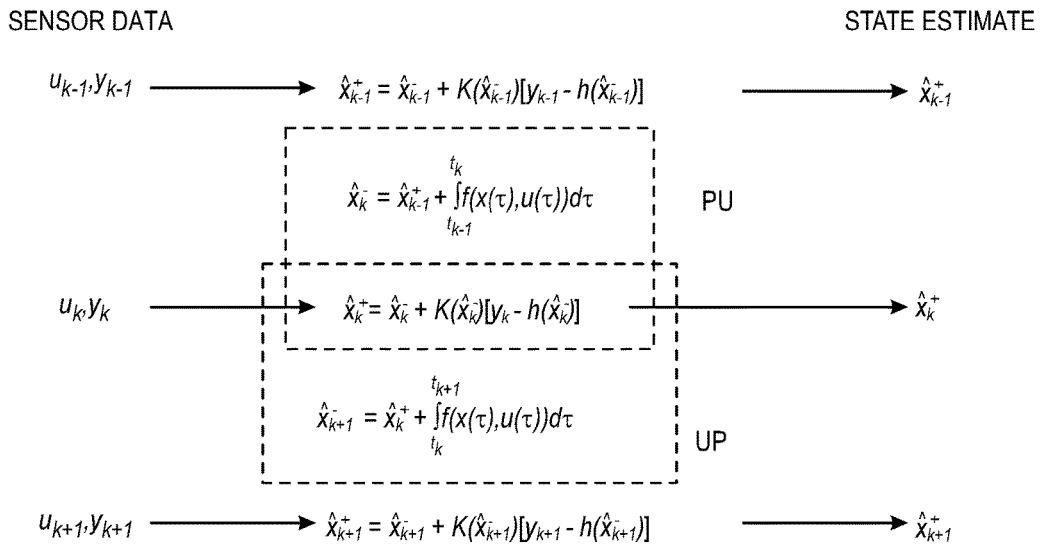 SENSOR DATA STATE ESTIMATE
u_{k-1},y_{k-1} x̂⁺_{k-1} = x̂⁻_{k-1} + K(x̂⁻_{k-1})[y_{k-1} - h(x̂⁻_{k-1})] x̂⁺_{k-1}
x̂⁻_k = x̂⁺_{k-1} + ∫_{t_{k-1}}^{t_k} f(x(τ),u(τ))dτ PU
u_k,y_k x̂⁺_k = x̂⁻_k + K(x̂⁻_k)[y_k - h(x̂⁻_k)] x̂⁺_k
x̂⁻_{k+1} = x̂⁺_k + ∫_{t_k}^{t_{k+1}} f(x(τ),u(τ))dτ UP
u_{k+1},y_{k+1} x̂⁺_{k+1} = x̂⁻_{k+1} + K(x̂⁻_{k+1})[y_{k+1} - h(x̂⁻_{k+1})] x̂⁺_{k+1}